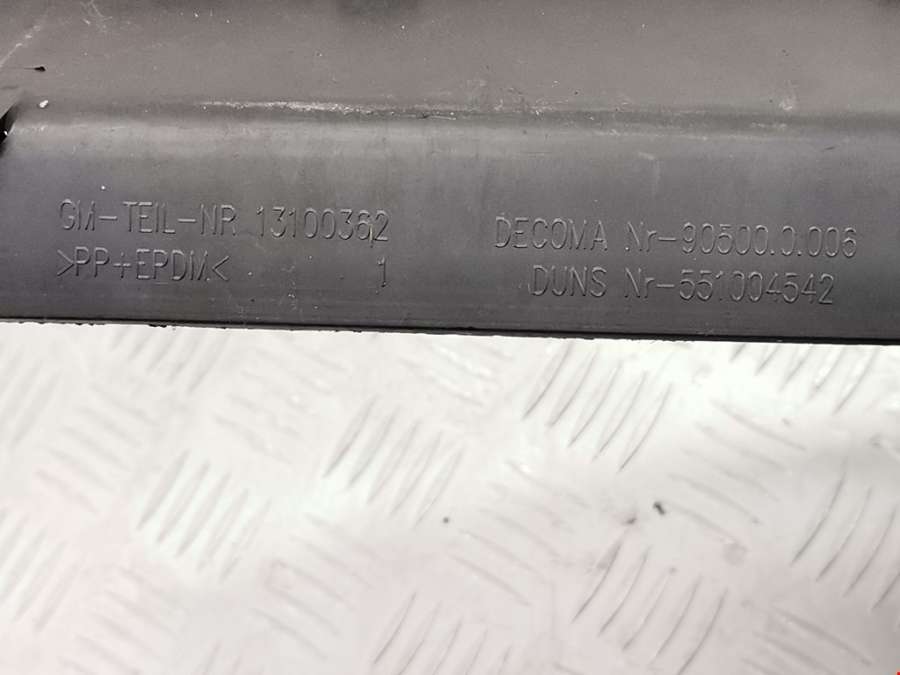 GM-TEIL-NR 13100362
>PP+EPDM< 1
DECOMA Nr-90500.0.006
DUNS Nr-551004542